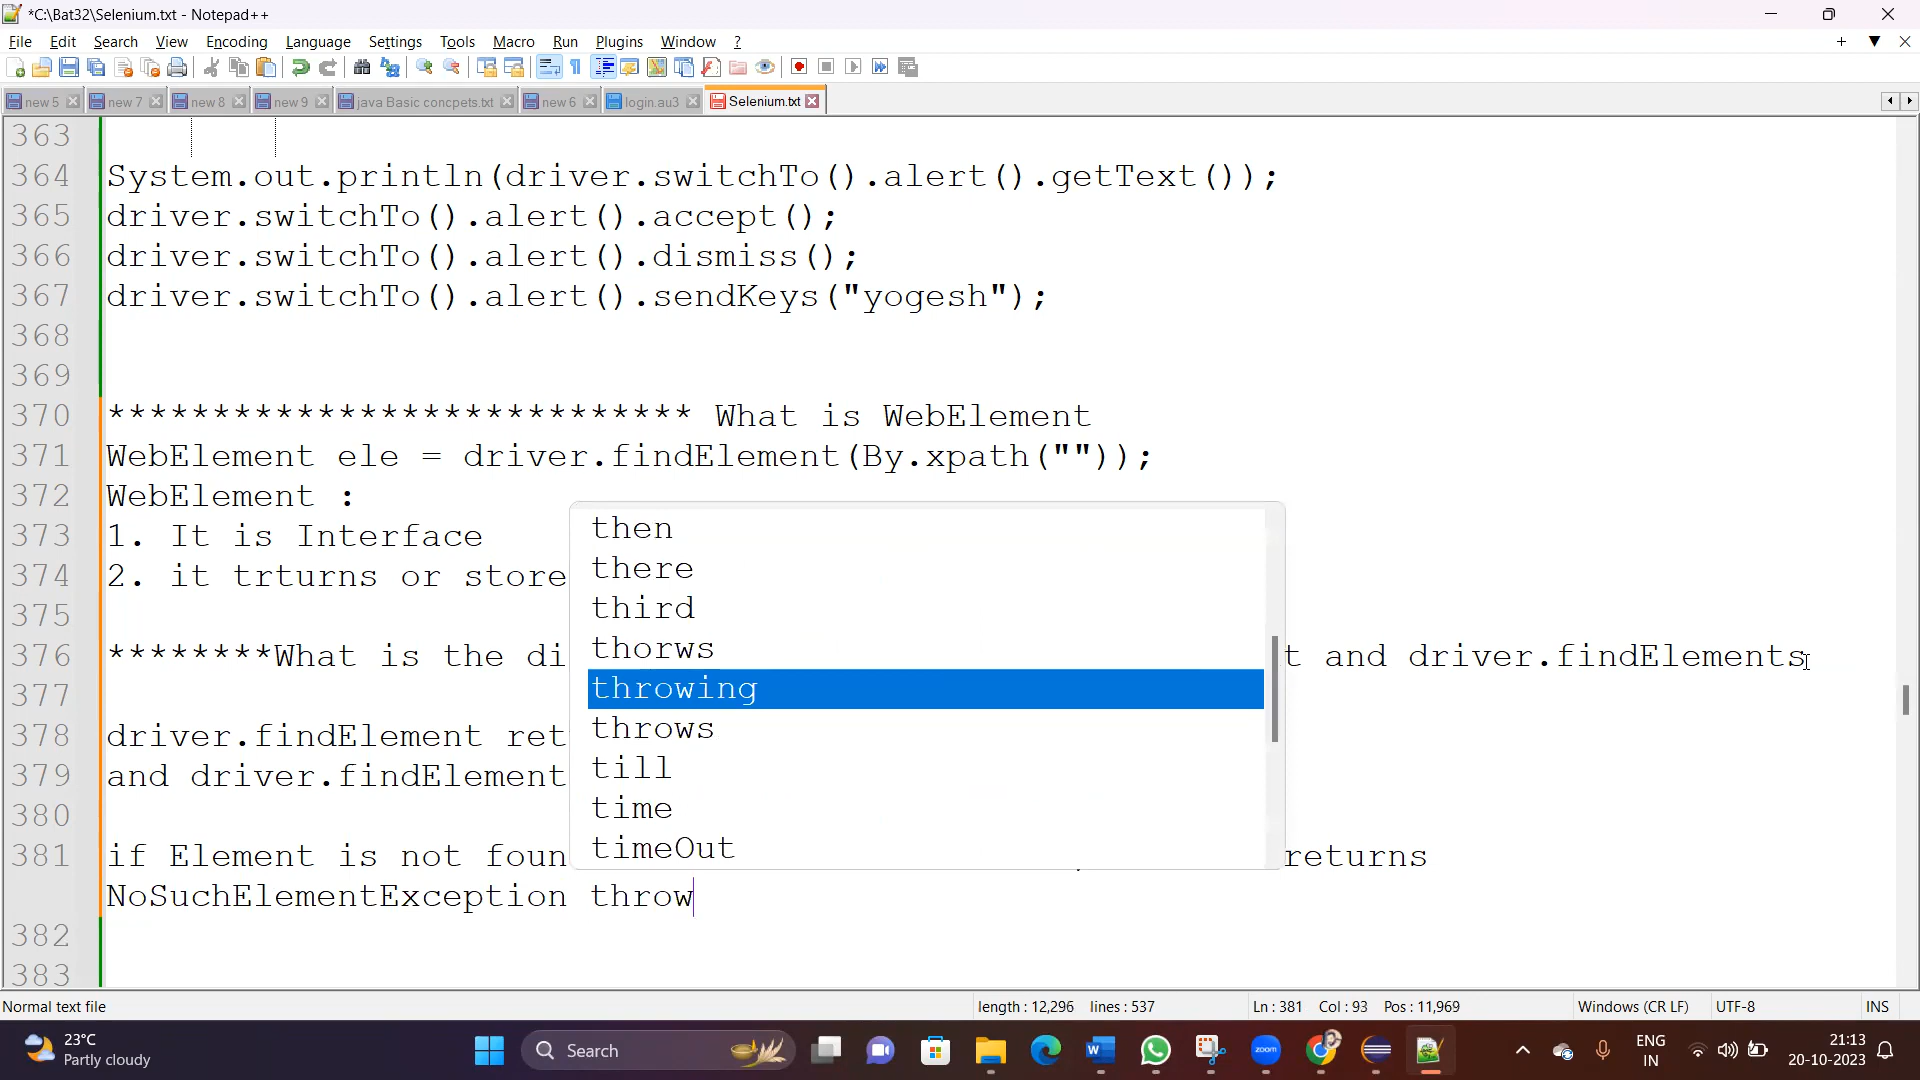 *C:\Bat32\Selenium.txt - Notepad++
File Edit Search View Encoding Language Settings Tools Macro Run Plugins Window ?
new 5 new 7 new 8 new 9 java Basic concpets.txt new 6 login.au3 Selenium.txt
363
364 System.out.println(driver.switchTo().alert().getText());
365 driver.switchTo().alert().accept();
366 driver.switchTo().alert().dismiss();
367 driver.switchTo().alert().sendKeys("yogesh");
368
369
370 ***************************** What is WebElement
371 WebElement ele = driver.findElement(By.xpath(""));
372 WebElement :
373 1. It is Interface
374 2. it trturns or store
375
376 ********What is the di t and driver.findElements
377
378 driver.findElement ret
379 and driver.findElement
380
381 if Element is not foun returns
NoSuchElementException throw
382
383
then
there
third
thorws
throwing
throws
till
time
timeOut
Normal text file length : 12,296 lines : 537 Ln : 381 Col : 93 Pos : 11,969 Windows (CR LF) UTF-8 INS
23°C
Partly cloudy
Search
zoom
ENG
IN
21:13
20-10-2023